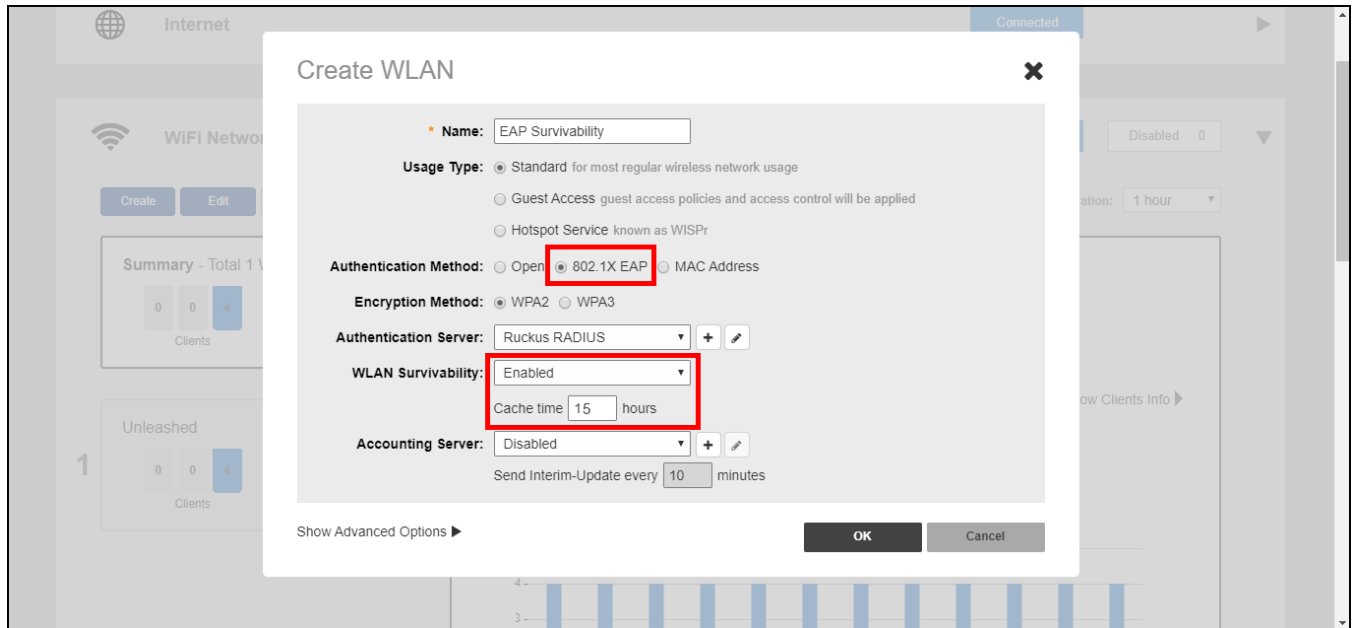 Internet
Connected
Create WLAN
* Name: EAP Survivability
WiFi Networ
Disabled 0
Usage Type: Standard for most regular wireless network usage
Create Edit
Guest Access guest access policies and access control will be applied
ation: 1 hour
Hotspot Service known as WISPr
Summary - Total 1 W
Authentication Method: Open 802.1X EAP MAC Address
0 0 4
Clients
Encryption Method: WPA2 WPA3
Authentication Server: Ruckus RADIUS +
WLAN Survivability: Enabled
ow Clients Info
Cache time 15 hours
Unleashed
Accounting Server: Disabled +
1
0 0 4
Clients
Send Interim-Update every 10 minutes
Show Advanced Options
OK Cancel
4
3